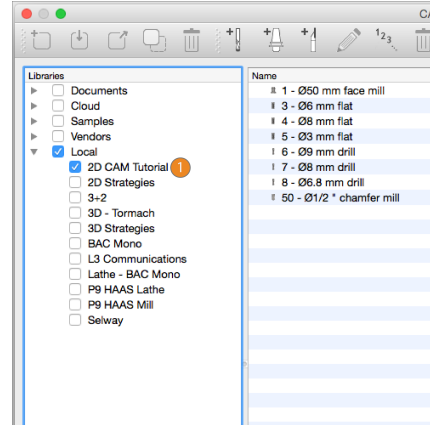 CA
123
Libraries
Documents
Cloud
Samples
Vendors
Local
2D CAM Tutorial 1
2D Strategies
3+2
3D - Tormach
3D Strategies
BAC Mono
L3 Communications
Lathe - BAC Mono
P9 HAAS Lathe
P9 HAAS Mill
Selway
Name
1 - Ø50 mm face mill
3 - Ø6 mm flat
4 - Ø8 mm flat
5 - Ø3 mm flat
6 - Ø9 mm drill
7 - Ø8 mm drill
8 - Ø6.8 mm drill
50 - Ø1/2 " chamfer mill